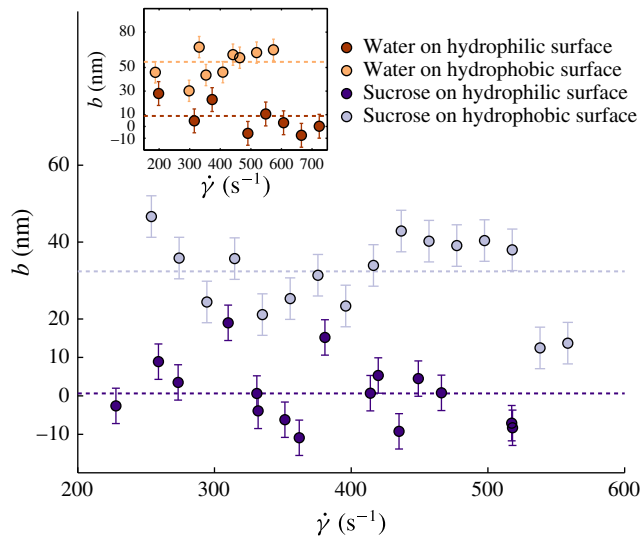 80
50
30
10
0
−10
b (nm)
200 300 400 500 600 700
γ̇ (s⁻¹)
Water on hydrophilic surface
Water on hydrophobic surface
Sucrose on hydrophilic surface
Sucrose on hydrophobic surface
60
40
20
10
0
−10
b (nm)
200 300 400 500 600
γ̇ (s⁻¹)